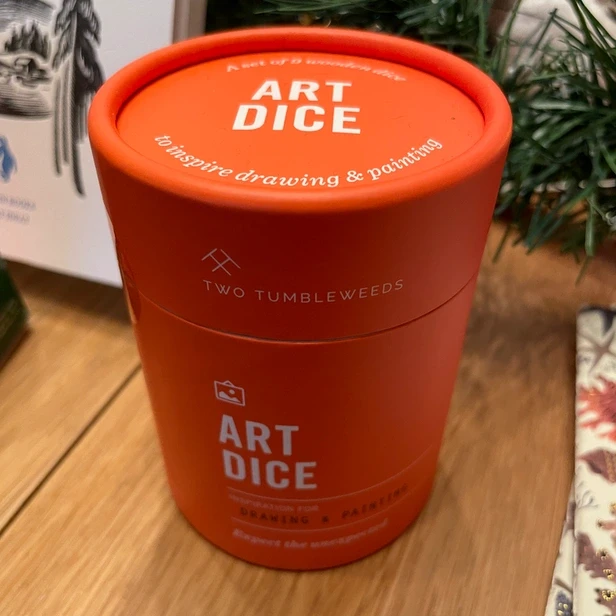 A set of 5 wooden dice
ART
DICE
to inspire drawing & painting
TWO TUMBLEWEEDS
ART
DICE
INSPIRATION FOR
DRAWING & PAINTING
Expect the unexpected